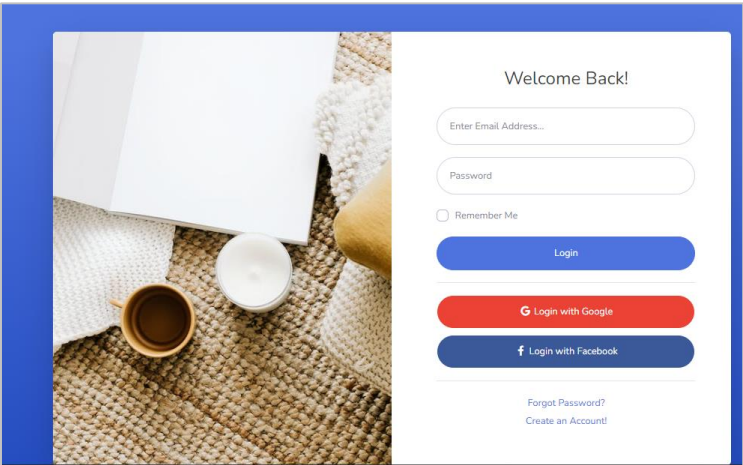 Welcome Back!
Enter Email Address...
Password
Remember Me
Login
Login with Google
Login with Facebook
Forgot Password?
Create an Account!